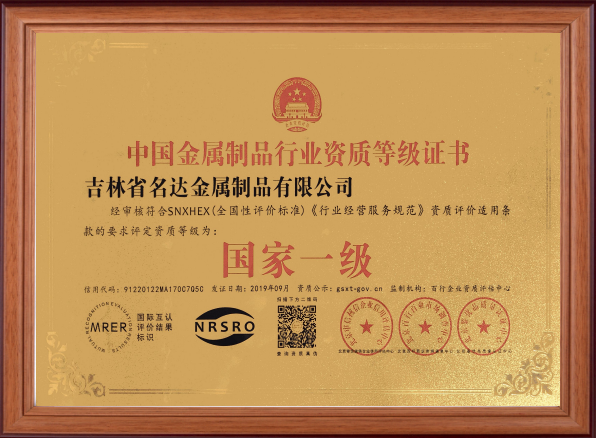 中国金属制品行业资质等级证书
吉林省名达金属制品有限公司
经审核符合SNXHEX(全国性评价标准)《行业经营服务规范》资质评价适用条
款的要求评定资质等级为:
国家一级
信用代码: 91220122MA170C7Q5C 发证日期: 2019年09月 资质公示: gsxt-gov.cn 监制机构: 百行企业资质评估中心
扫描下方二维码
MRER
国际互认
评价结果
标识
NRSRO
查询资质真伪